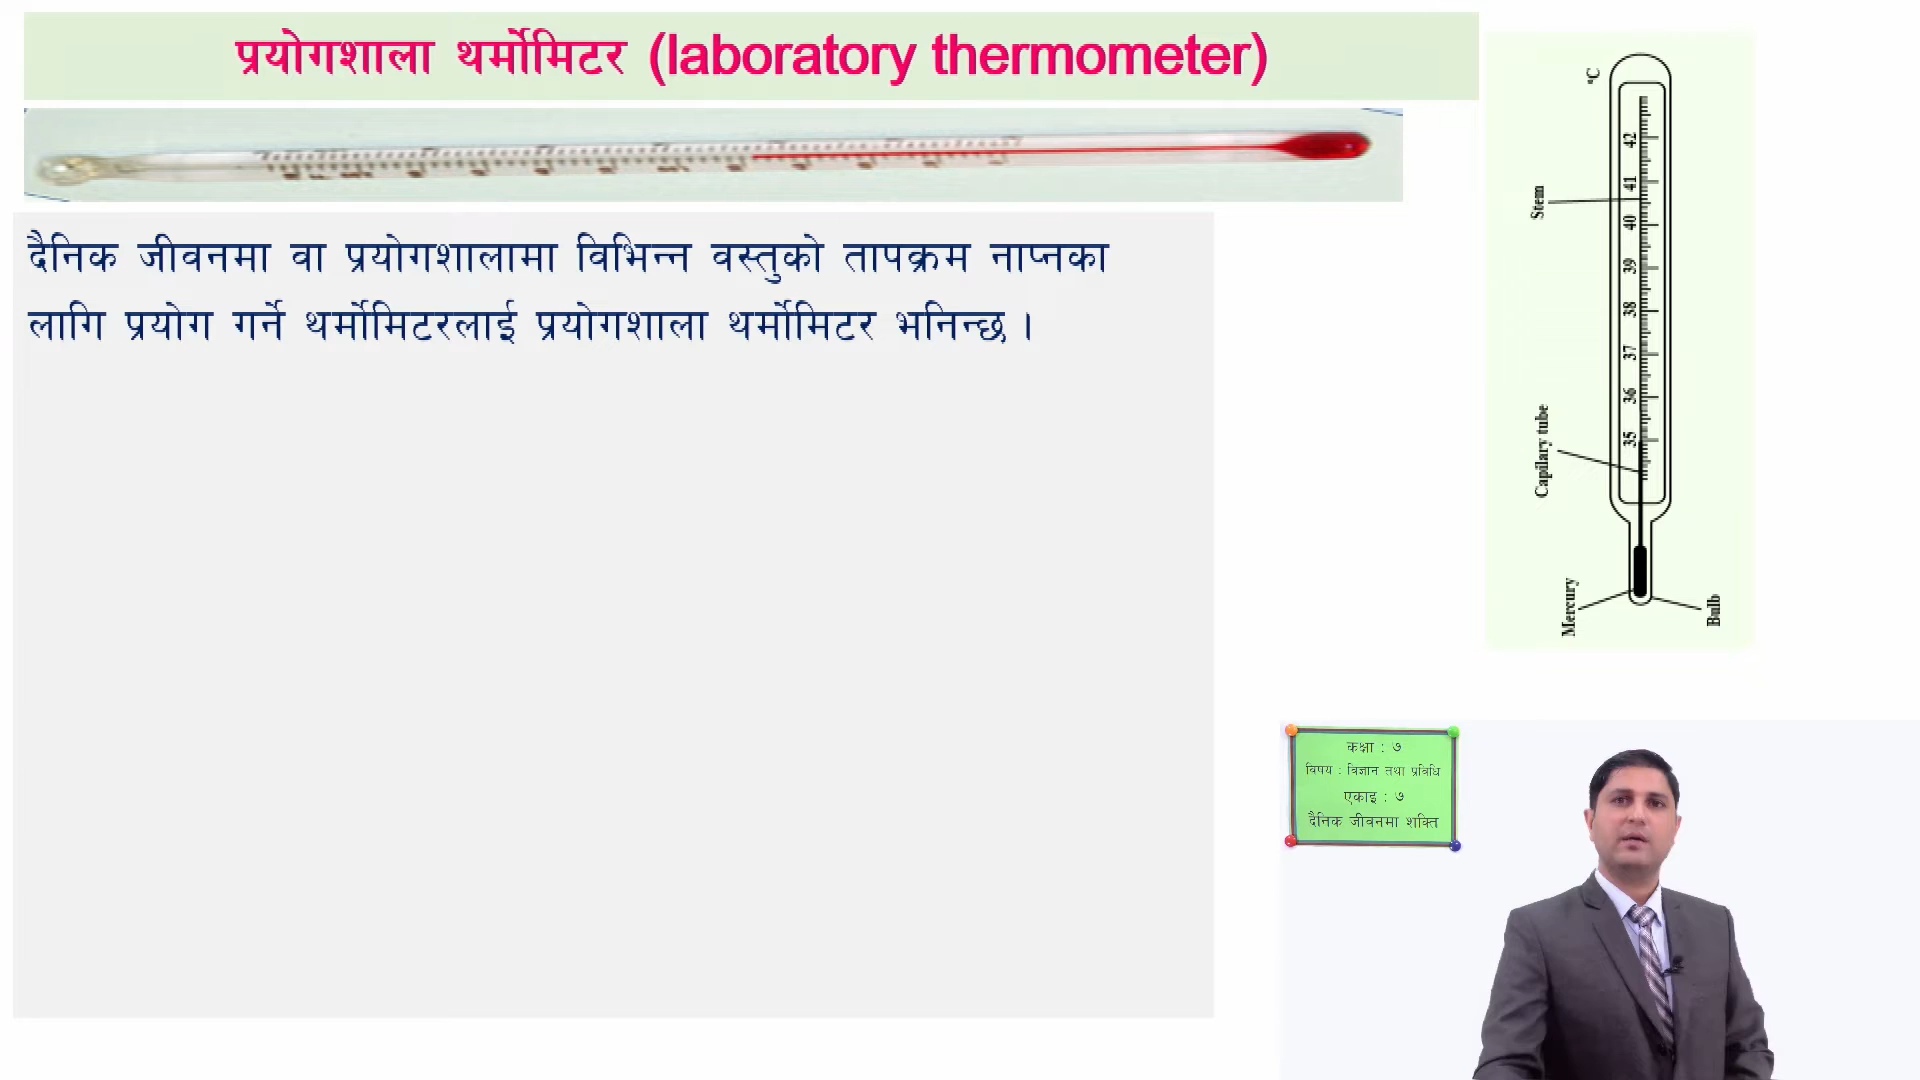 प्रयोगशाला थर्मोमिटर (laboratory thermometer)
दैनिक जीवनमा वा प्रयोगशालामा विभिन्न वस्तुको तापक्रम नाप्नका
लागि प्रयोग गर्ने थर्मोमिटरलाई प्रयोगशाला थर्मोमिटर भनिन्छ ।
°C
42
41
Stem
40
39
38
37
36
35
Capilary tube
Mercury
Bulb
कक्षा : ७
विषय : विज्ञान तथा प्रविधि
एकाइ : ७
दैनिक जीवनमा शक्ति